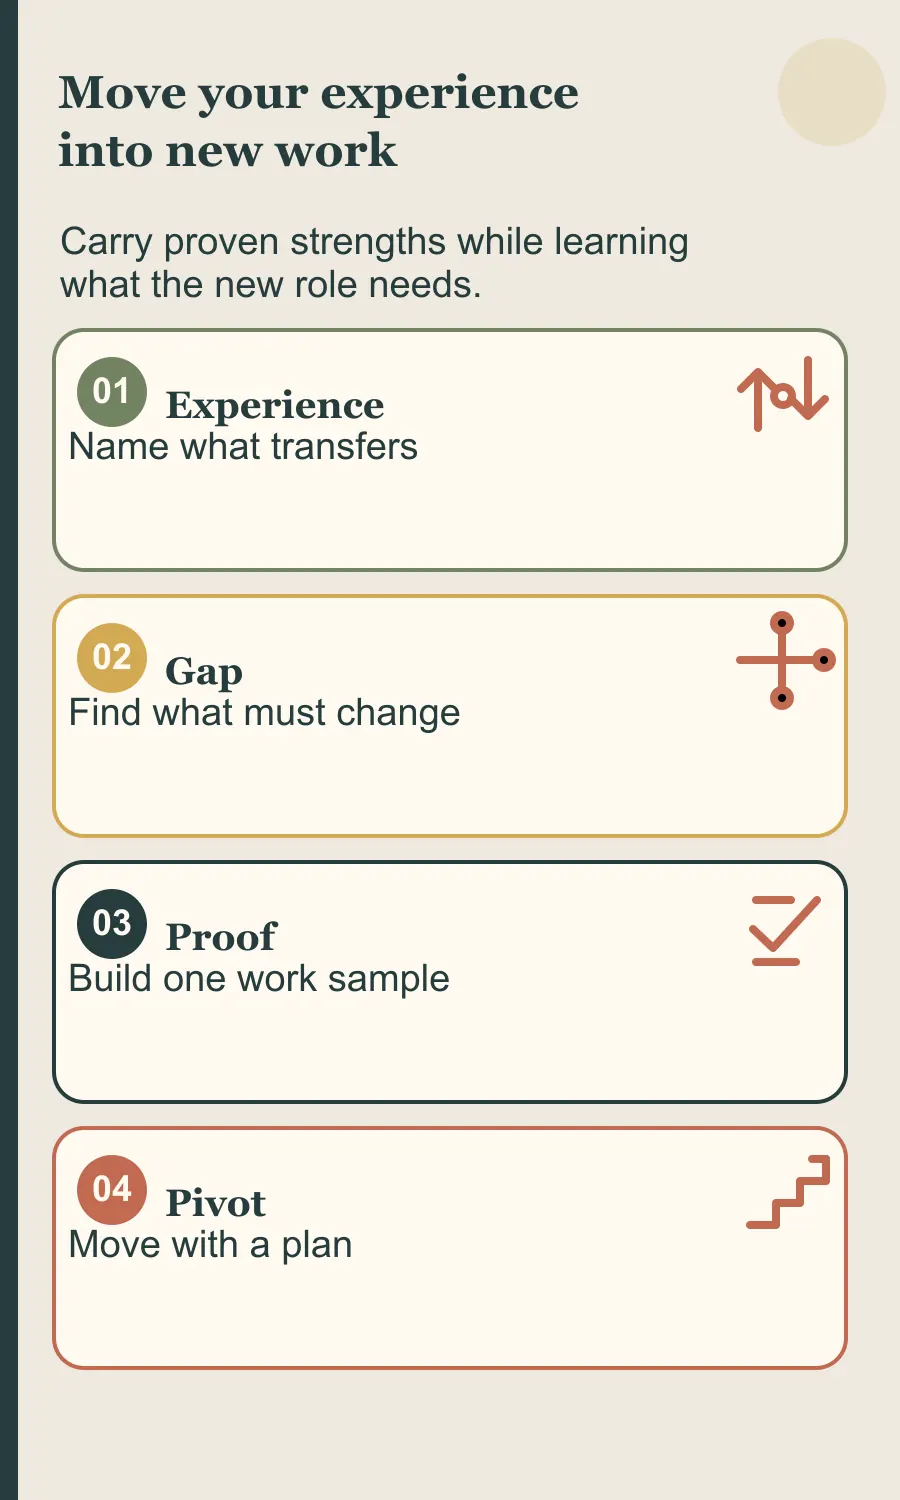 Move your experience
into new work
Carry proven strengths while learning
what the new role needs.
01
Experience
Name what transfers
02
Gap
Find what must change
03
Proof
Build one work sample
04
Pivot
Move with a plan